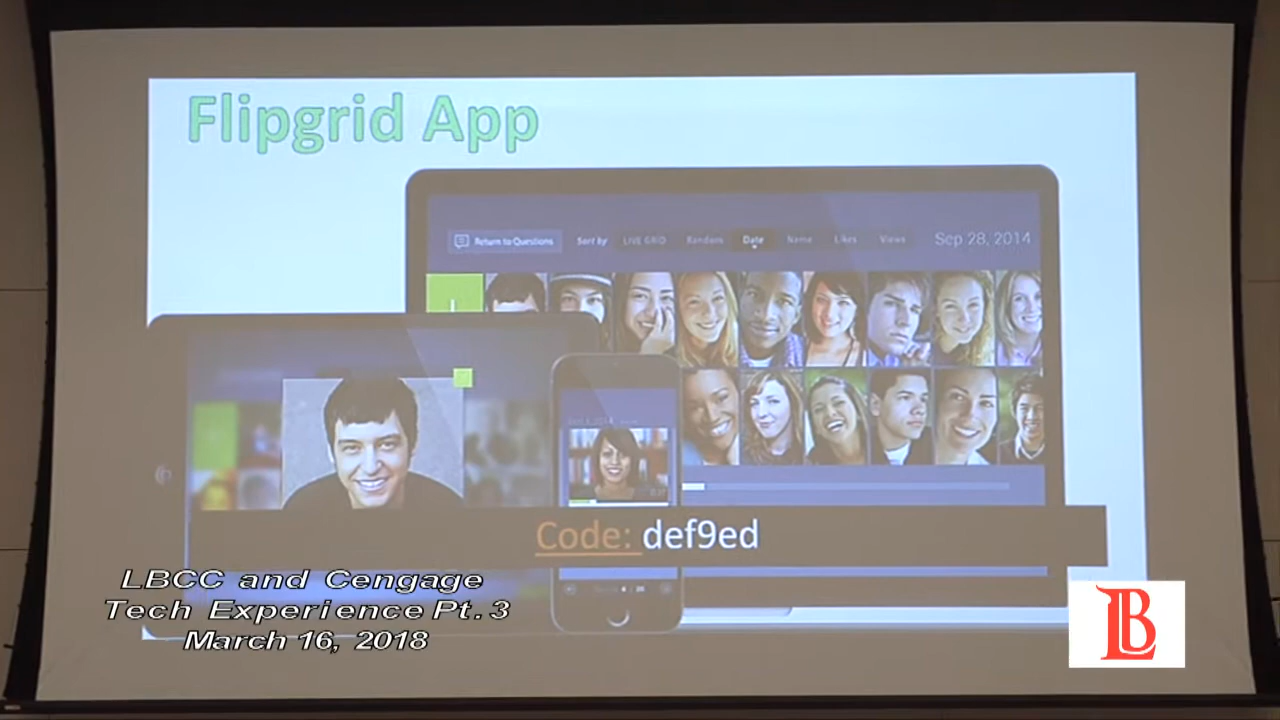 Flipgrid App
Return to Questions Sort by LIVE GRID Random Date Name Likes Views Sep 28, 2014
Code: def9ed
LBCC and Cengage
Tech Experience Pt. 3
March 16, 2018
LB